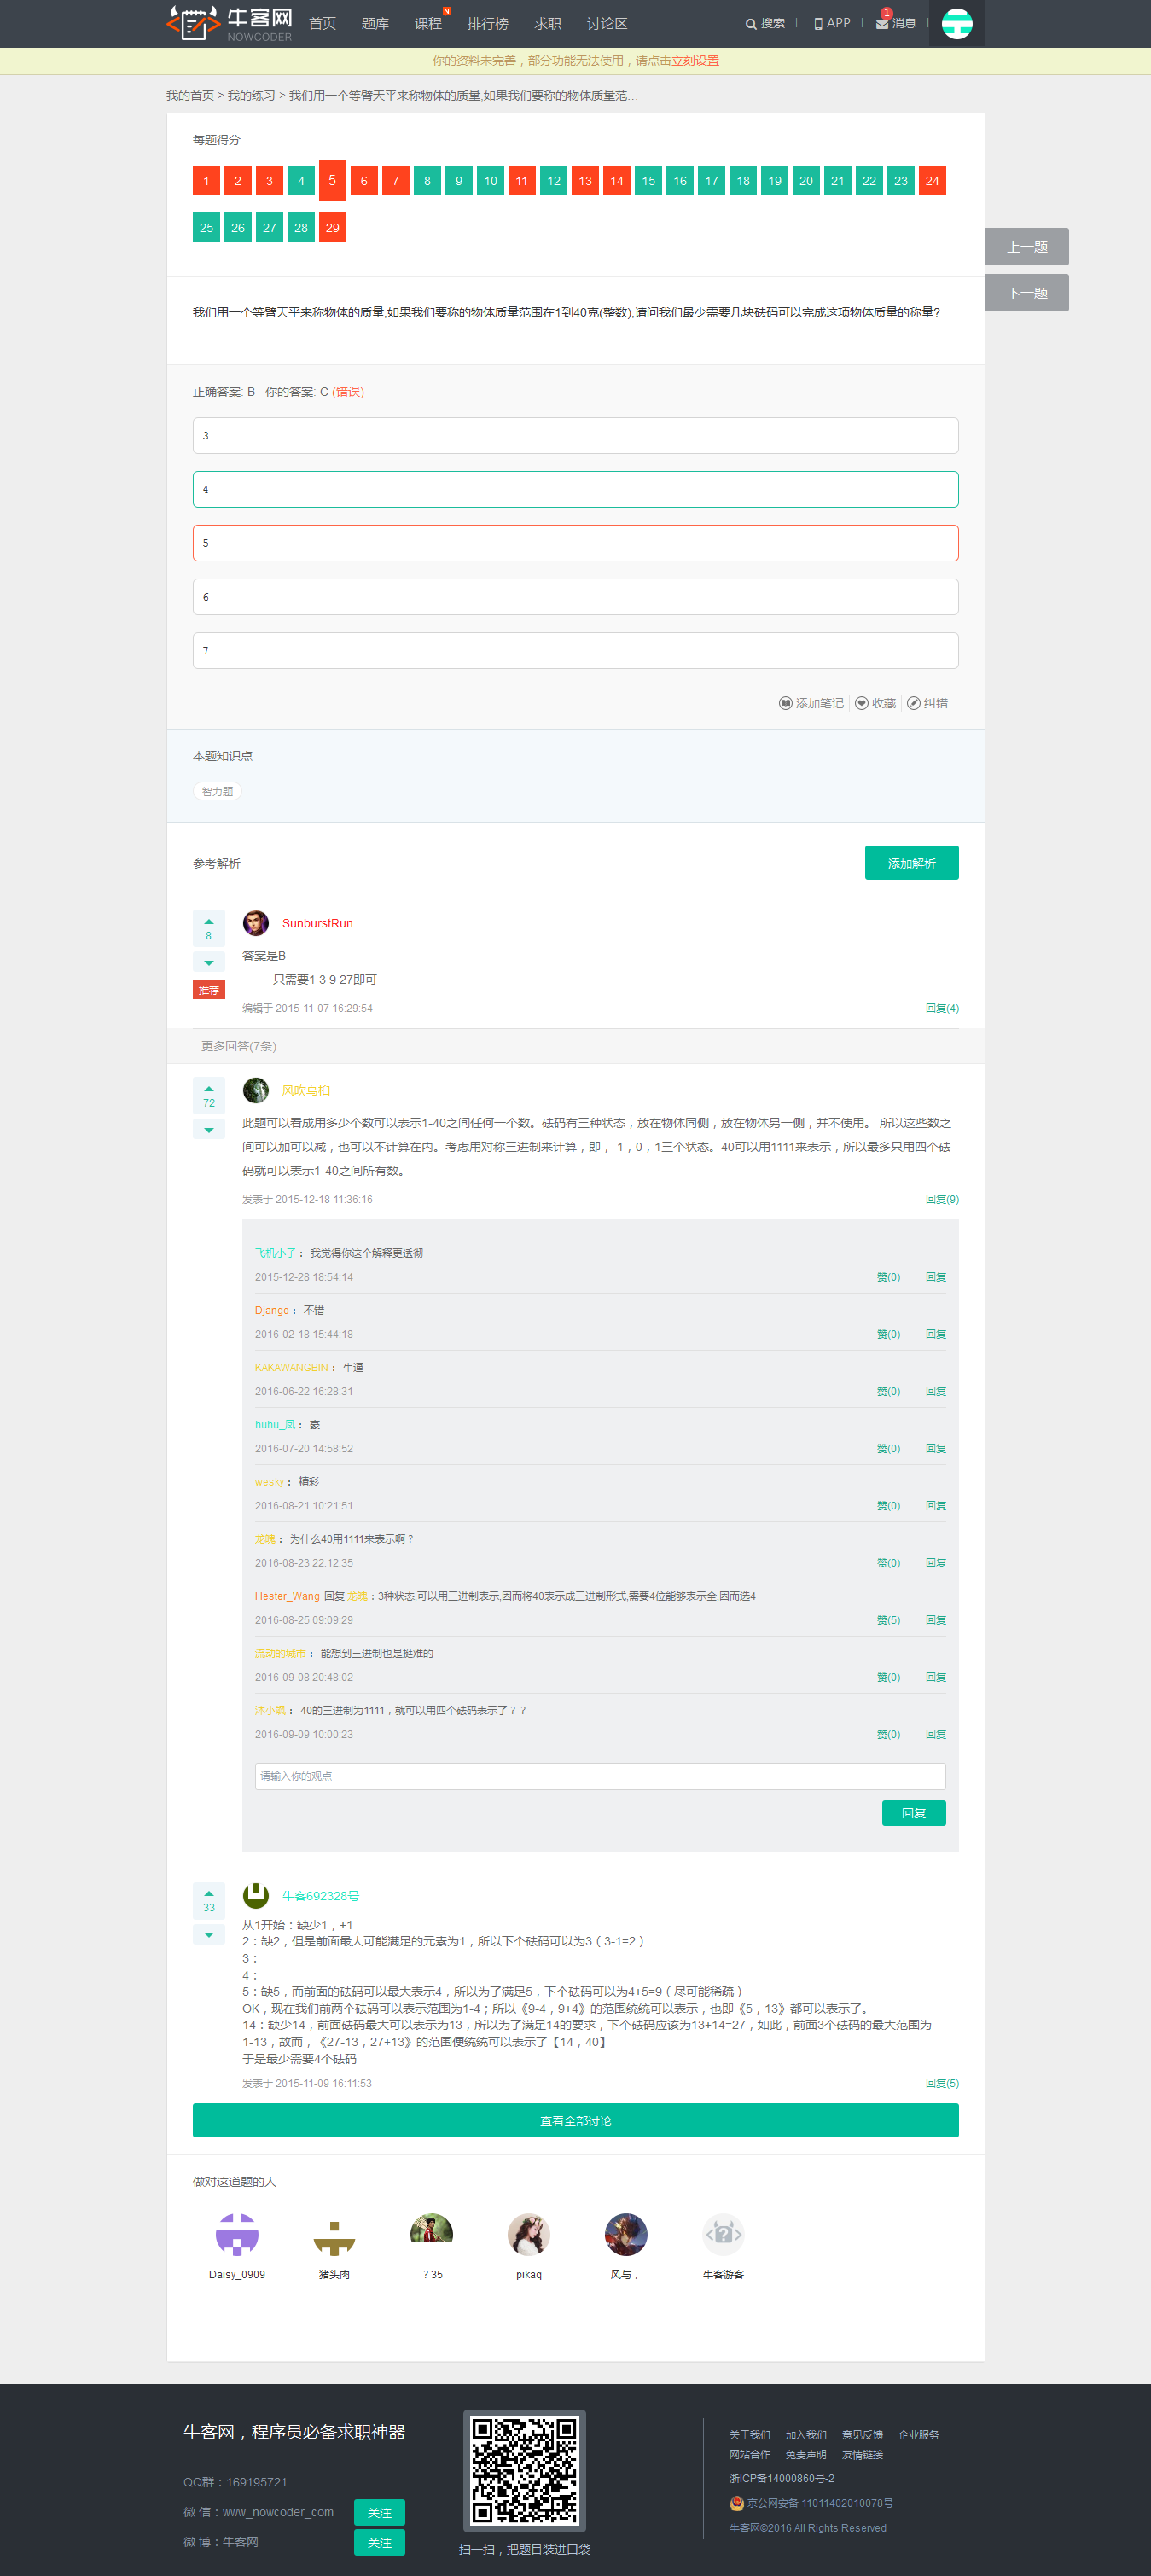 牛客网
NOWCODER
首页 题库 课程 N 排行榜 求职 讨论区 搜索 APP 消息 1
你的资料未完善，部分功能无法使用，请点击立刻设置
我的首页 > 我的练习 > 我们用一个等臂天平来称物体的质量,如果我们要称的物体质量范...
每题得分
1 2 3 4 5 6 7 8 9 10 11 12 13 14 15 16 17 18 19 20 21 22 23 24
25 26 27 28 29
上一题
下一题
我们用一个等臂天平来称物体的质量,如果我们要称的物体质量范围在1到40克(整数),请问我们最少需要几块砝码可以完成这项物体质量的称量?
正确答案: B 你的答案: C (错误)
3
4
5
6
7
添加笔记 收藏 纠错
本题知识点
智力题
参考解析
添加解析
8
推荐
SunburstRun
答案是B
只需要1 3 9 27即可
编辑于 2015-11-07 16:29:54
回复(4)
更多回答(7条)
72
风吹乌桕
此题可以看成用多少个数可以表示1-40之间任何一个数。砝码有三种状态，放在物体同侧，放在物体另一侧，并不使用。 所以这些数之
间可以加可以减，也可以不计算在内。考虑用对称三进制来计算，即，-1，0，1三个状态。40可以用1111来表示，所以最多只用四个砝
码就可以表示1-40之间所有数。
发表于 2015-12-18 11:36:16
回复(9)
飞机小子： 我觉得你这个解释更透彻
2015-12-28 18:54:14 赞(0) 回复
Django： 不错
2016-02-18 15:44:18 赞(0) 回复
KAKAWANGBIN： 牛逼
2016-06-22 16:28:31 赞(0) 回复
huhu_凤： 豪
2016-07-20 14:58:52 赞(0) 回复
wesky： 精彩
2016-08-21 10:21:51 赞(0) 回复
龙魄： 为什么40用1111来表示啊？
2016-08-23 22:12:35 赞(0) 回复
Hester_Wang 回复 龙魄：3种状态,可以用三进制表示,因而将40表示成三进制形式,需要4位能够表示全,因而选4
2016-08-25 09:09:29 赞(5) 回复
流动的城市： 能想到三进制也是挺难的
2016-09-08 20:48:02 赞(0) 回复
沐小飒： 40的三进制为1111，就可以用四个砝码表示了？？
2016-09-09 10:00:23 赞(0) 回复
请输入你的观点
回复
33
牛客692328号
从1开始：缺少1，+1
2：缺2，但是前面最大可能满足的元素为1，所以下个砝码可以为3（3-1=2）
3：
4：
5：缺5，而前面的砝码可以最大表示4，所以为了满足5，下个砝码可以为4+5=9（尽可能稀疏）
OK，现在我们前两个砝码可以表示范围为1-4；所以《9-4，9+4》的范围统统可以表示，也即《5，13》都可以表示了。
14：缺少14，前面砝码最大可以表示为13，所以为了满足14的要求，下个砝码应该为13+14=27，如此，前面3个砝码的最大范围为
1-13，故而，《27-13，27+13》的范围便统统可以表示了【14，40】
于是最少需要4个砝码
发表于 2015-11-09 16:11:53
回复(5)
查看全部讨论
做对这道题的人
Daisy_0909 猪头肉 ？35 pikaq 风与， 牛客游客
牛客网，程序员必备求职神器
QQ群：169195721
微 信：www_nowcoder_com 关注
微 博：牛客网 关注
扫一扫，把题目装进口袋
关于我们 加入我们 意见反馈 企业服务
网站合作 免责声明 友情链接
浙ICP备14000860号-2
京公网安备 11011402010078号
牛客网©2016 All Rights Reserved